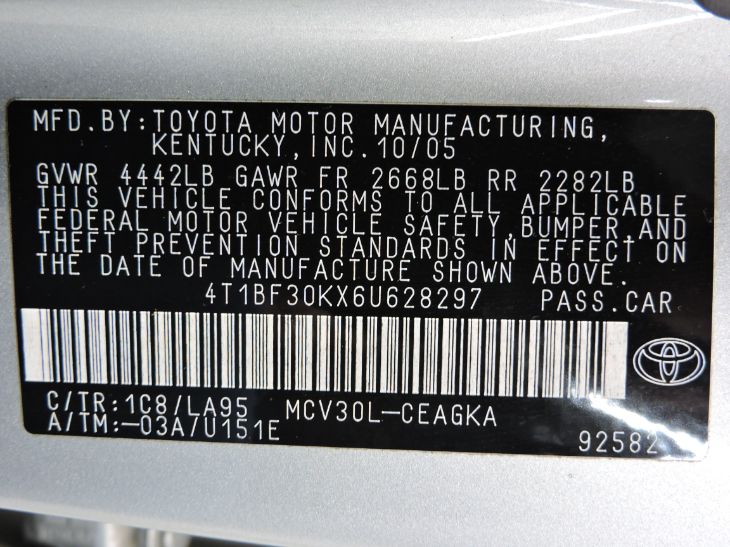 MFD.BY:TOYOTA MOTOR MANUFACTURING,
KENTUCKY,INC.10/05
GVWR 4442LB GAWR FR 2668LB RR 2282LB
THIS VEHICLE CONFORMS TO ALL APPLICABLE
FEDERAL MOTOR VEHICLE SAFETY,BUMPER,AND
THEFT PREVENTION STANDARDS IN EFFECT ON
THE DATE OF MANUFACTURE SHOWN ABOVE.
4T1BF30KX6U628297 PASS.CAR
C/TR:1C8/LA95 MCV30L-CEAGKA
A/TM:-03A/U151E
92582